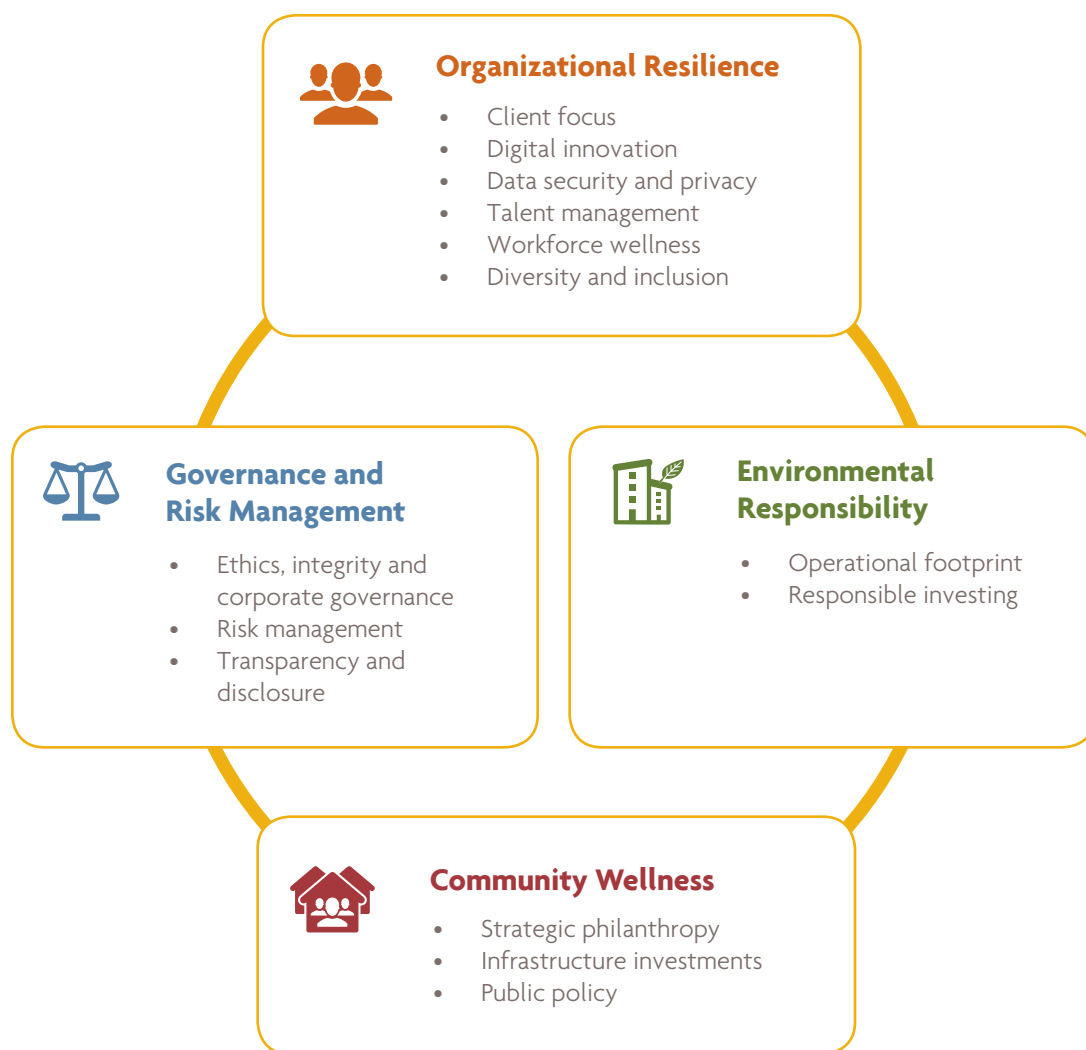 Organizational Resilience
• Client focus
• Digital innovation
• Data security and privacy
• Talent management
• Workforce wellness
• Diversity and inclusion
Governance and
Risk Management
• Ethics, integrity and
corporate governance
• Risk management
• Transparency and
disclosure
Environmental
Responsibility
• Operational footprint
• Responsible investing
Community Wellness
• Strategic philanthropy
• Infrastructure investments
• Public policy